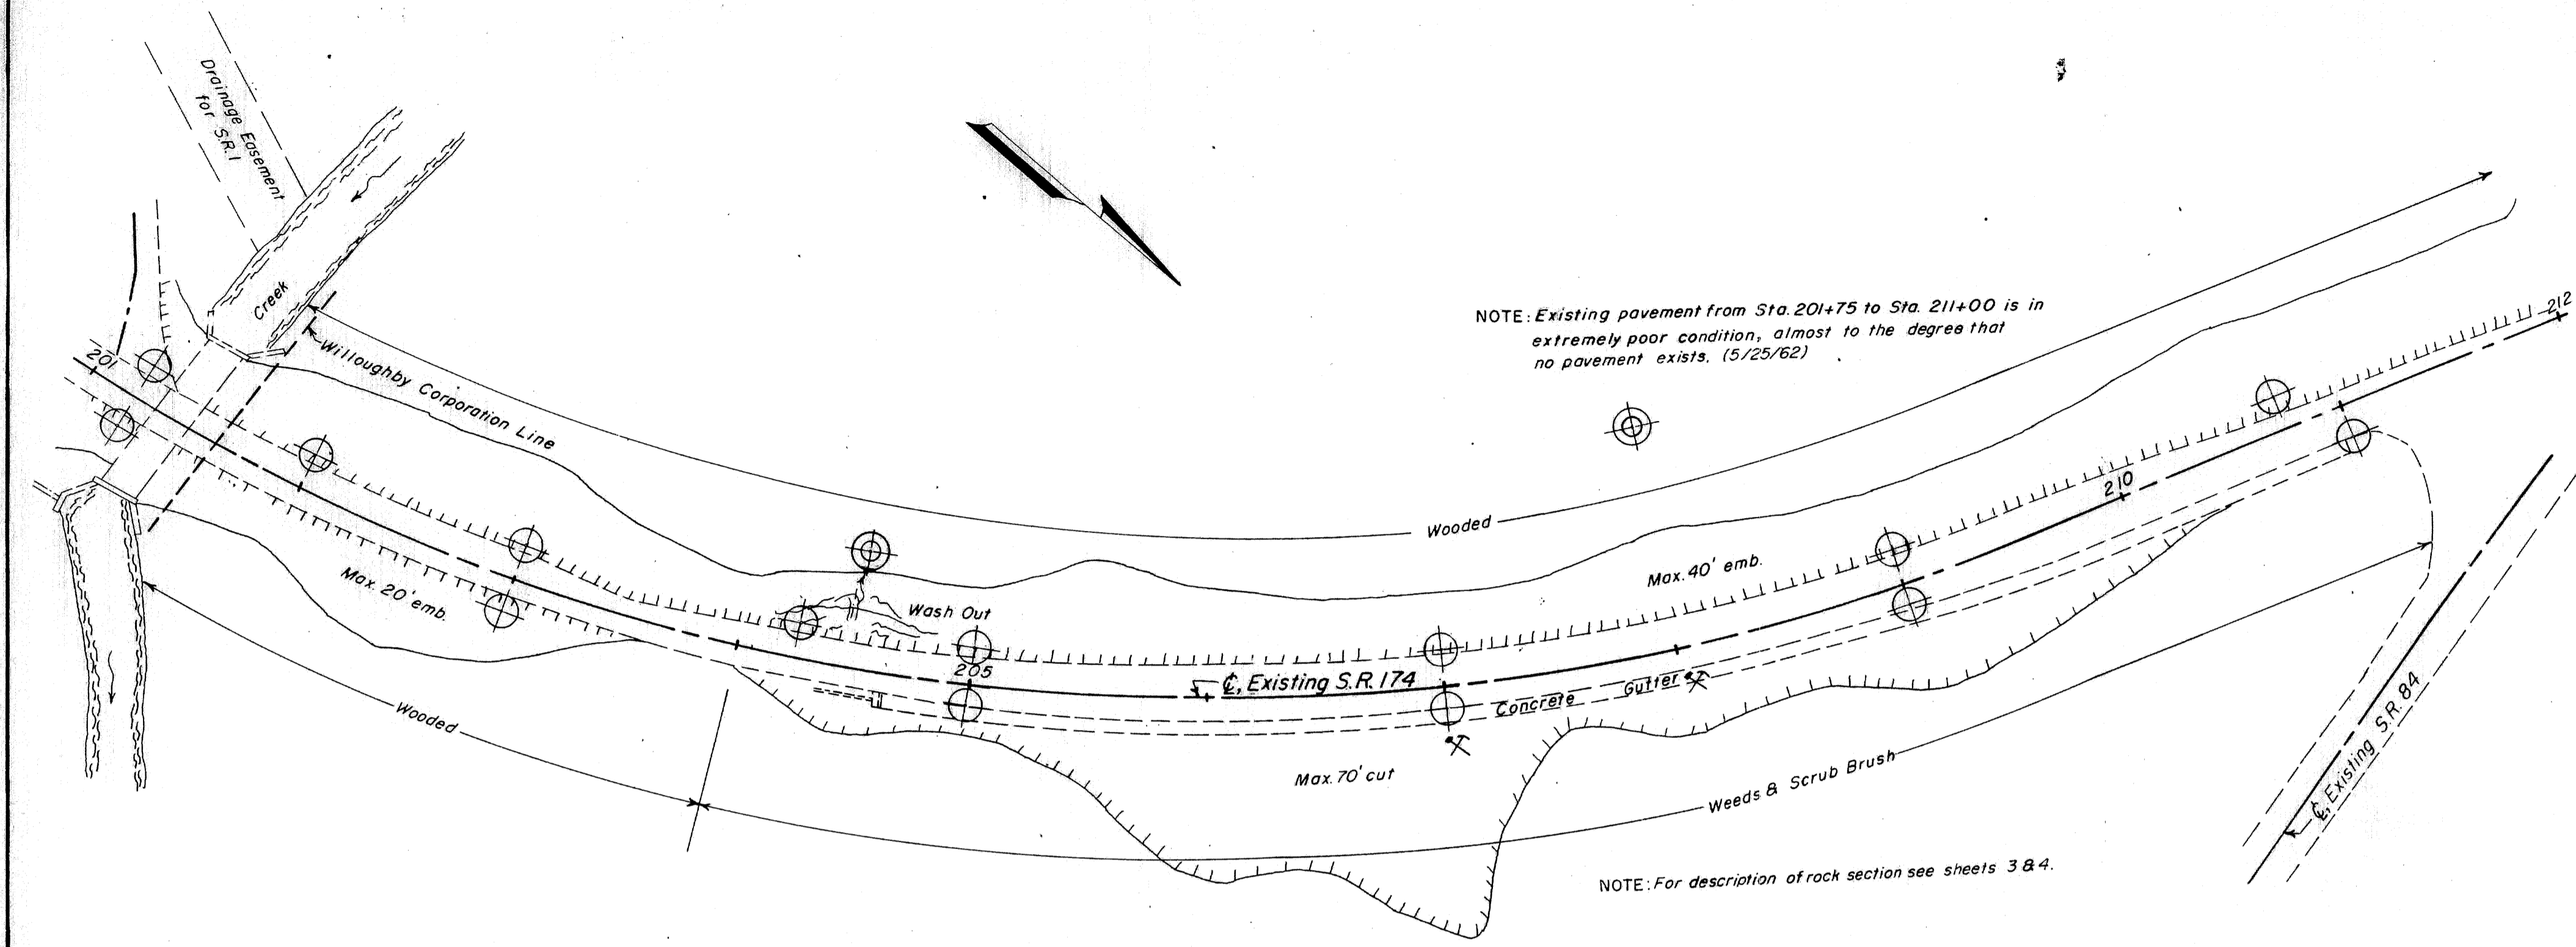 Drainage Easement
for S.R.1
Creek
201
Willoughby Corporation Line
NOTE: Existing pavement from Sta. 201+75 to Sta. 211+00 is in
extremely poor condition, almost to the degree that
no pavement exists. (5/25/62)
212
210
Wooded
Max. 40' emb.
Max. 20' emb.
Wash Out
205
℄, Existing S.R. 174
Concrete Gutter
Wooded
Max. 70' cut
Weeds & Scrub Brush
℄, Existing S.R. 84
NOTE: For description of rock section see sheets 3 & 4.